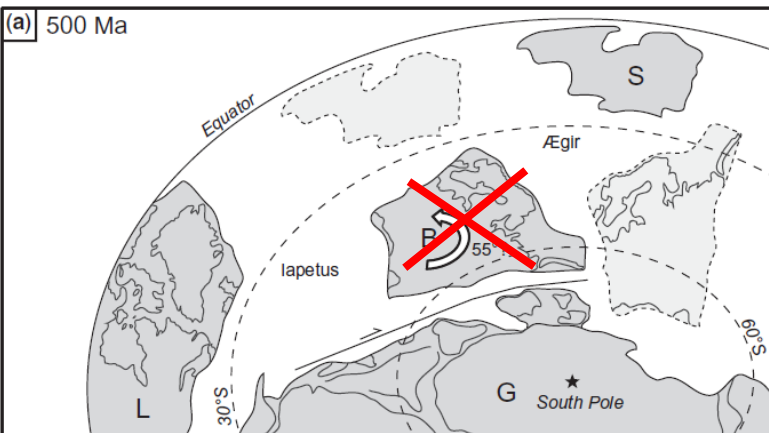 (a) 500 Ma
S
Equator
Ægir
B
55°
Iapetus
60°S
L
30°S
G
South Pole